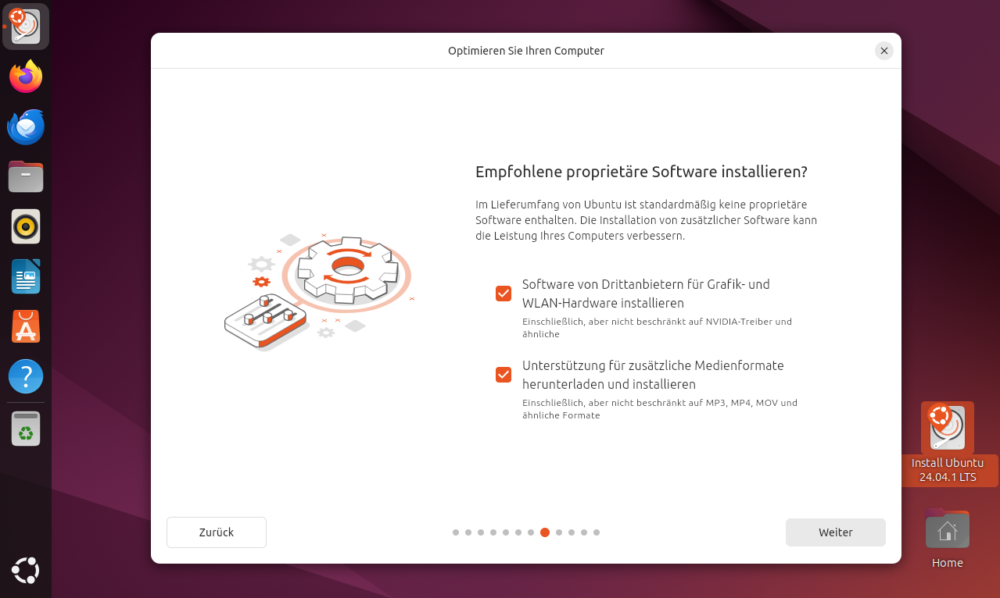 Optimieren Sie Ihren Computer
Empfohlene proprietäre Software installieren?
Im Lieferumfang von Ubuntu ist standardmäßig keine proprietäre
Software enthalten. Die Installation von zusätzlicher Software kann
die Leistung Ihres Computers verbessern.
Software von Drittanbietern für Grafik- und
WLAN-Hardware installieren
Einschließlich, aber nicht beschränkt auf NVIDIA-Treiber und
ähnliche
Unterstützung für zusätzliche Medienformate
herunterladen und installieren
Einschließlich, aber nicht beschränkt auf MP3, MP4, MOV und
ähnliche Formate
Zurück
Weiter
Install Ubuntu
24.04.1 LTS
Home